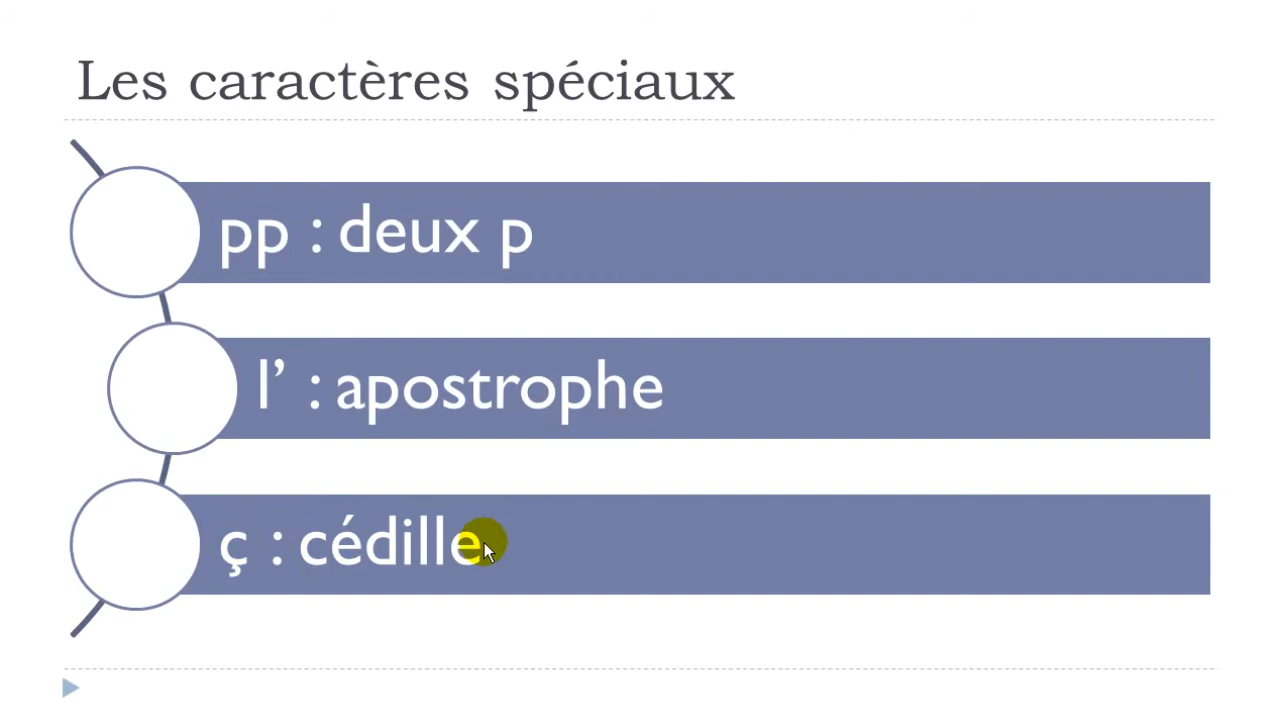 Les caractères spéciaux
pp : deux p
l’ : apostrophe
ç : cédille